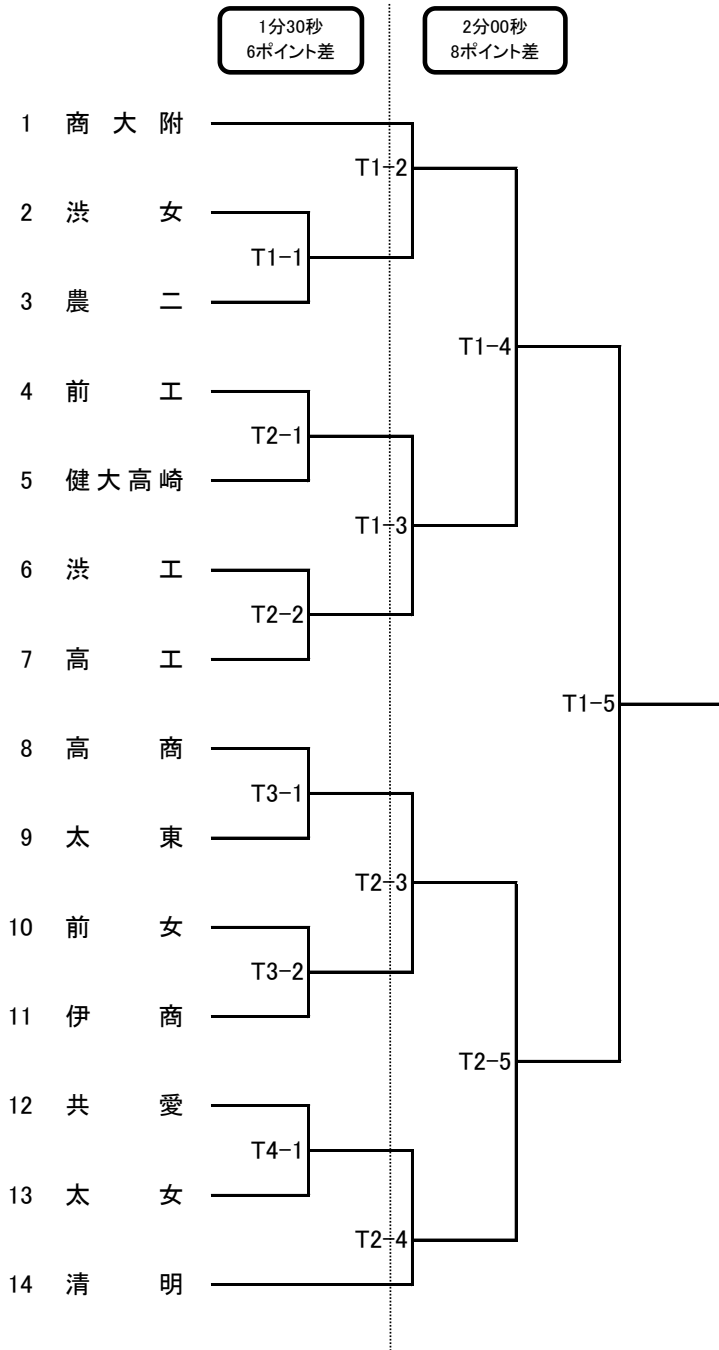 1分30秒
6ポイント差
2分00秒
8ポイント差
1 商大附
T1-2
2 渋女
T1-1
3 農二
T1-4
4 前工
T2-1
5 健大高崎
T1-3
6 渋工
T2-2
7 高工
T1-5
8 高商
T3-1
9 太東
T2-3
10 前女
T3-2
11 伊商
T2-5
12 共愛
T4-1
13 太女
T2-4
14 清明